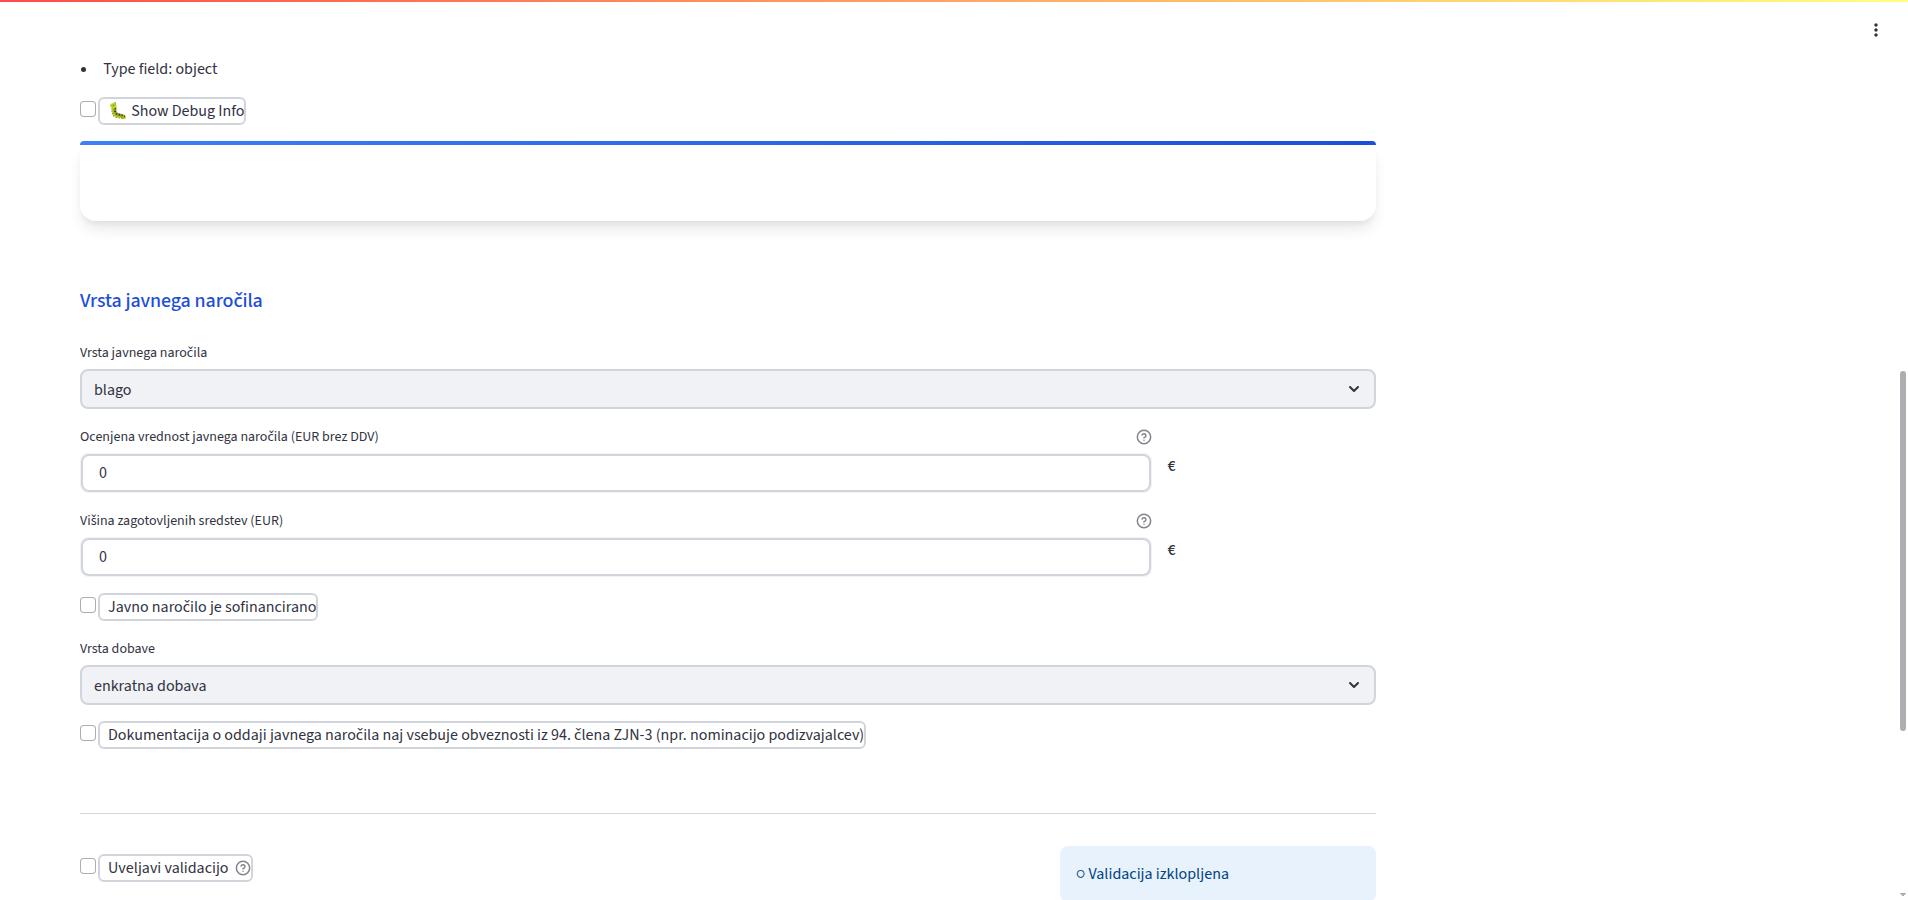 • Type field: object
🐛 Show Debug Info
Vrsta javnega naročila
Vrsta javnega naročila
blago
Ocenjena vrednost javnega naročila (EUR brez DDV)
0 €
Višina zagotovljenih sredstev (EUR)
0 €
Javno naročilo je sofinancirano
Vrsta dobave
enkratna dobava
Dokumentacija o oddaji javnega naročila naj vsebuje obveznosti iz 94. člena ZJN-3 (npr. nominacijo podizvajalcev)
Uveljavi validacijo
○ Validacija izklopljena